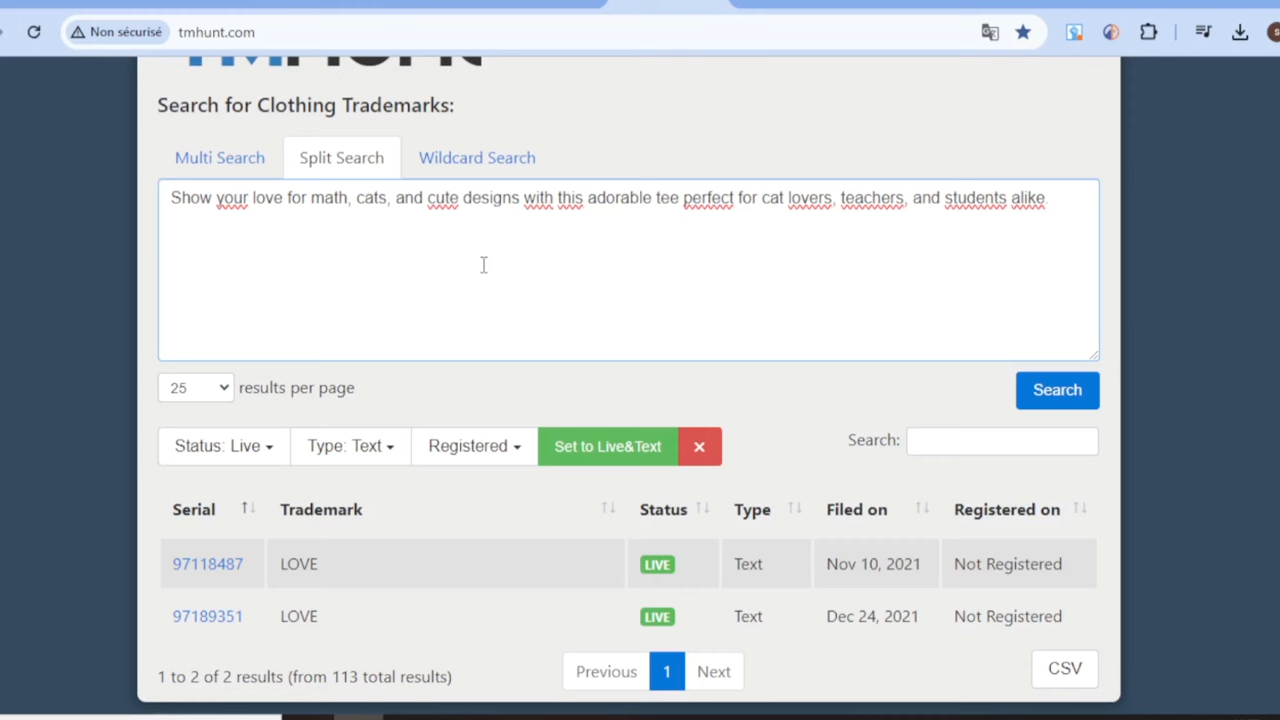 Non sécurisé tmhunt.com
Search for Clothing Trademarks:
Multi Search Split Search Wildcard Search
Show your love for math, cats, and cute designs with this adorable tee perfect for cat lovers, teachers, and students alike.
25 results per page Search
Status: Live Type: Text Registered Set to Live&Text × Search:
Serial Trademark Status Type Filed on Registered on
97118487 LOVE LIVE Text Nov 10, 2021 Not Registered
97189351 LOVE LIVE Text Dec 24, 2021 Not Registered
1 to 2 of 2 results (from 113 total results) Previous 1 Next CSV